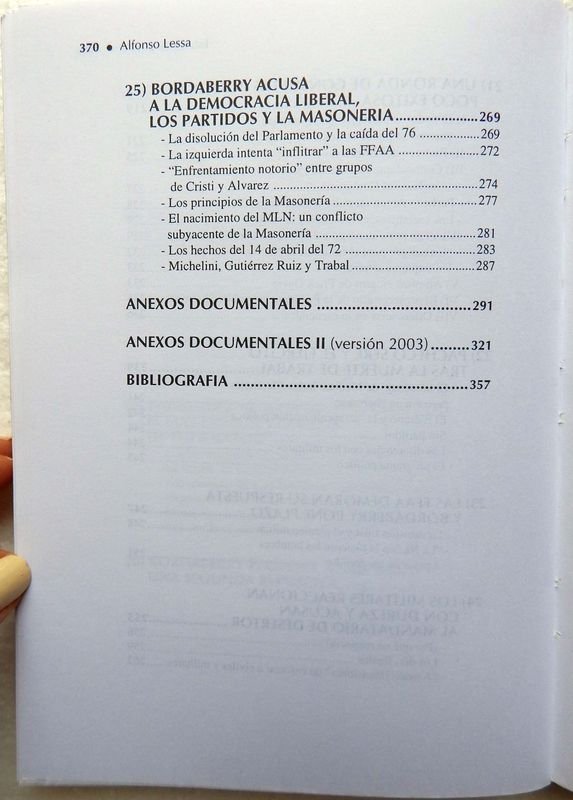 370 ● Alfonso Lessa
25) BORDABERRY ACUSA
A LA DEMOCRACIA LIBERAL,
LOS PARTIDOS Y LA MASONERIA......................269
- La disolución del Parlamento y la caída del 76 .................269
- La izquierda intenta “inflitrar” a las FFAA.......................272
- “Enfrentamiento notorio” entre grupos
de Cristi y Alvarez ...........................................................274
- Los principios de la Masonería..........................................277
- El nacimiento del MLN: un conflicto
subyacente de la Masonería ...............................................281
- Los hechos del 14 de abril del 72 ......................................283
- Michelini, Gutiérrez Ruiz y Trabal....................................287
ANEXOS DOCUMENTALES ...............................291
ANEXOS DOCUMENTALES II (versión 2003).........321
BIBLIOGRAFIA ................................................357